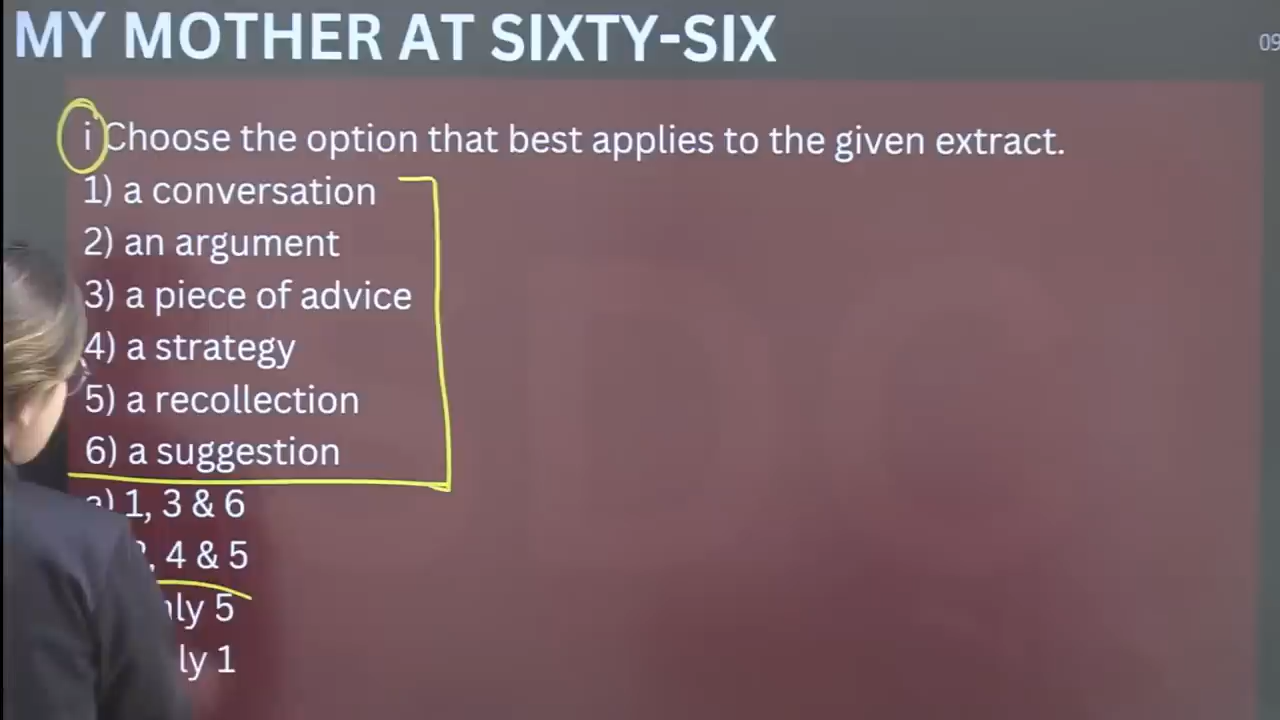 MY MOTHER AT SIXTY-SIX
09
i Choose the option that best applies to the given extract.
1) a conversation
2) an argument
3) a piece of advice
4) a strategy
5) a recollection
6) a suggestion
1, 3 & 6
, 4 & 5
5
1